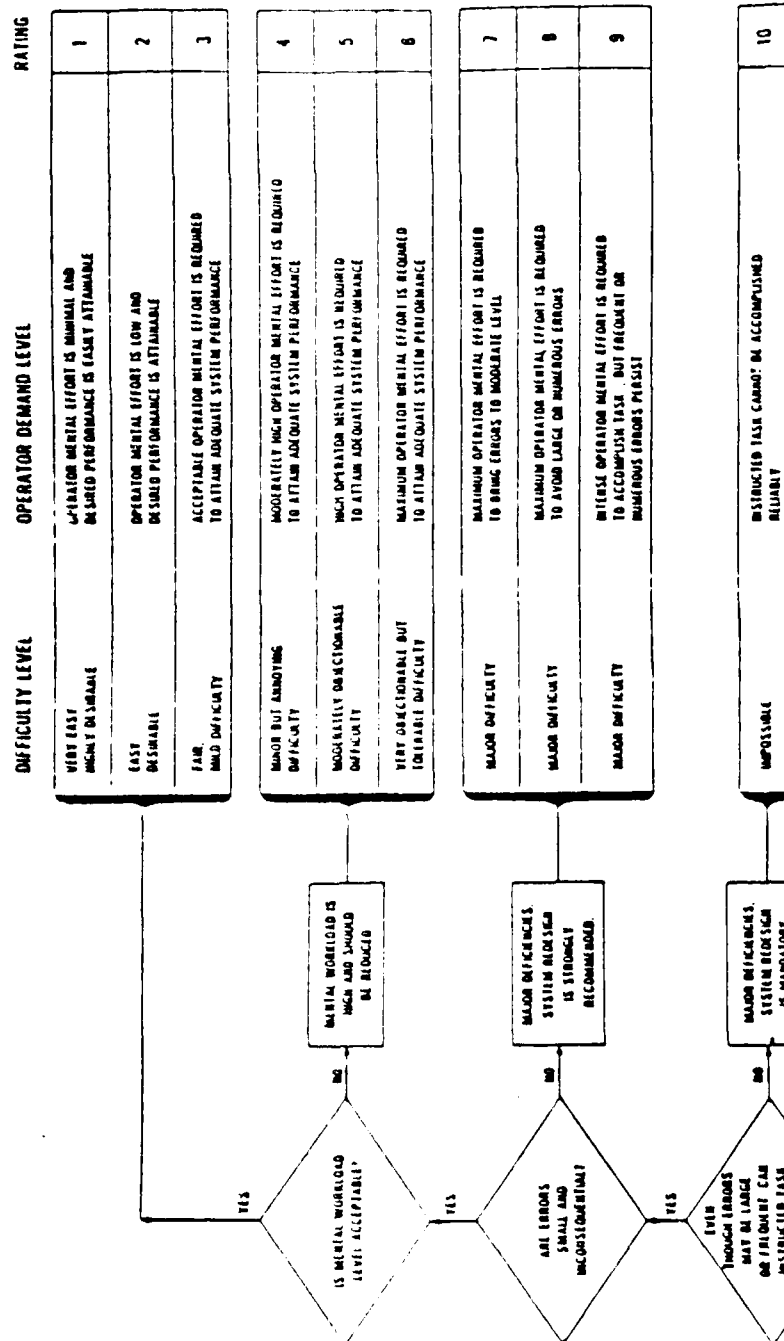 DIFFICULTY LEVEL
OPERATOR DEMAND LEVEL
RATING
VERY EASY
HIGHLY DESIRABLE
OPERATOR MENTAL EFFORT IS MINIMAL AND
DESIRED PERFORMANCE IS EASILY ATTAINABLE
1
EASY
DESIRABLE
OPERATOR MENTAL EFFORT IS LOW AND
DESIRED PERFORMANCE IS ATTAINABLE
2
FAIR,
MILD DIFFICULTY
ACCEPTABLE OPERATOR MENTAL EFFORT IS REQUIRED
TO ATTAIN ADEQUATE SYSTEM PERFORMANCE
3
MINOR BUT ANNOYING
DIFFICULTY
MODERATELY HIGH OPERATOR MENTAL EFFORT IS REQUIRED
TO ATTAIN ADEQUATE SYSTEM PERFORMANCE
4
MODERATELY OBJECTIONABLE
DIFFICULTY
HIGH OPERATOR MENTAL EFFORT IS REQUIRED
TO ATTAIN ADEQUATE SYSTEM PERFORMANCE
5
VERY OBJECTIONABLE BUT
TOLERABLE DIFFICULTY
MAXIMUM OPERATOR MENTAL EFFORT IS REQUIRED
TO ATTAIN ADEQUATE SYSTEM PERFORMANCE
6
MAJOR DIFFICULTY
MAXIMUM OPERATOR MENTAL EFFORT IS REQUIRED
TO BRING ERRORS TO MODERATE LEVEL
7
MAJOR DIFFICULTY
MAXIMUM OPERATOR MENTAL EFFORT IS REQUIRED
TO AVOID LARGE OR NUMEROUS ERRORS
8
MAJOR DIFFICULTY
INTENSE OPERATOR MENTAL EFFORT IS REQUIRED
TO ACCOMPLISH TASK, BUT FREQUENT OR
NUMEROUS ERRORS PERSIST
9
IMPOSSIBLE
INSTRUCTED TASK CANNOT BE ACCOMPLISHED
RELIABLY
10
YES
IS MENTAL WORKLOAD
LEVEL ACCEPTABLE?
NO
MENTAL WORKLOAD IS
HIGH AND SHOULD
BE REDUCED
YES
ARE ERRORS
SMALL AND
INCONSEQUENTIAL?
NO
MAJOR DEFICIENCIES,
SYSTEM REDESIGN
IS STRONGLY
RECOMMENDED.
YES
EVEN
THOUGH ERRORS
MAY BE LARGE
OR FREQUENT CAN
INSTRUCTED TASK
NO
MAJOR DEFICIENCIES,
SYSTEM REDESIGN
IS MANDATORY